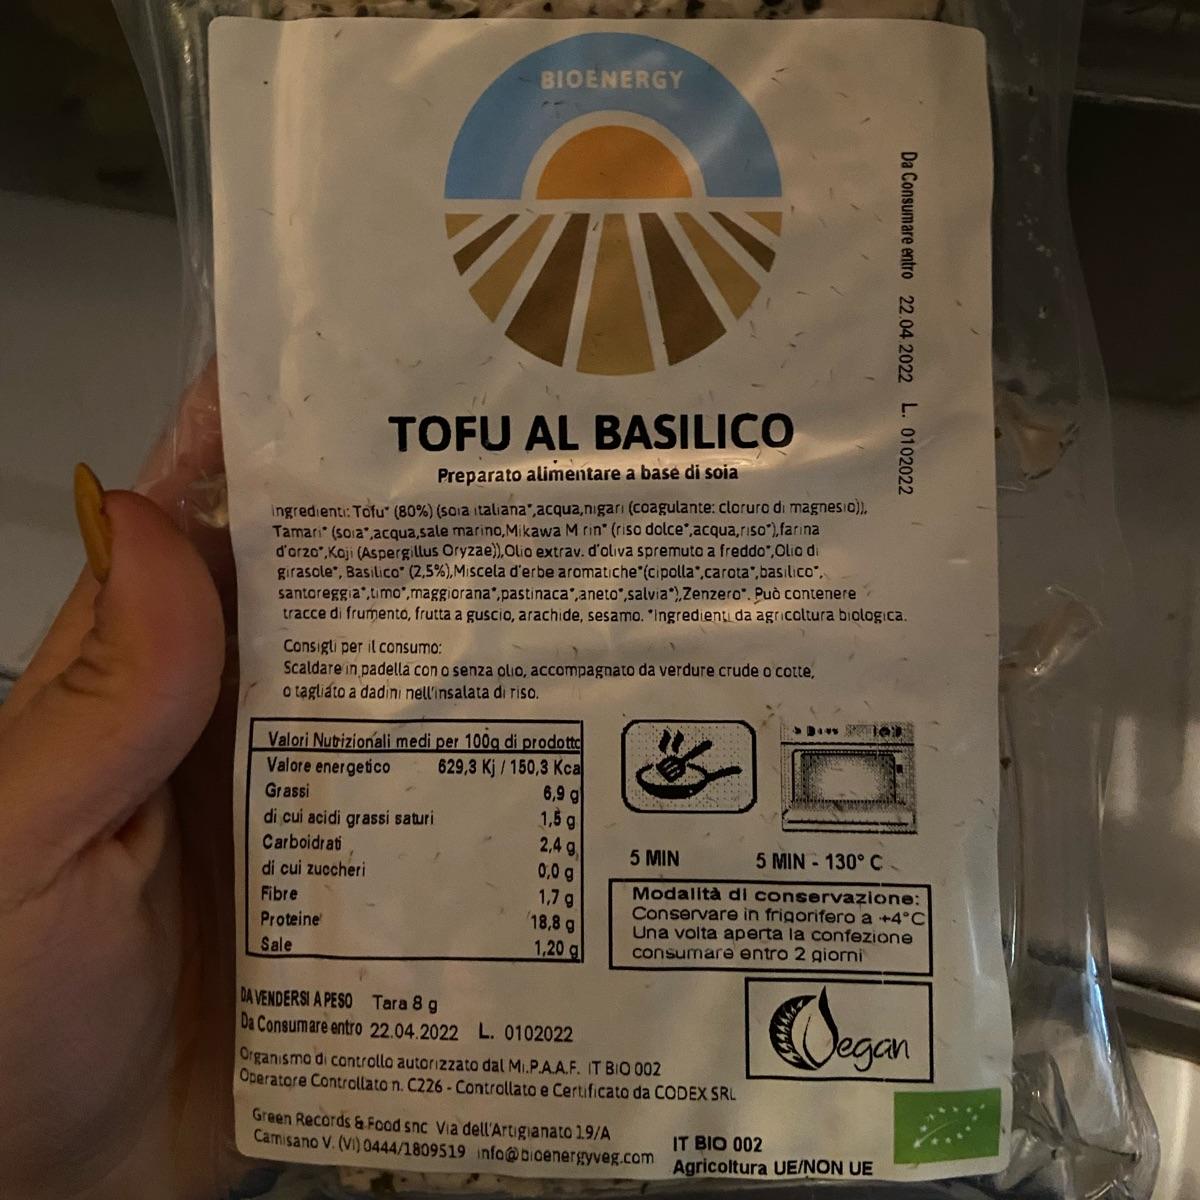 BIOENERGY
Da Consumare entro 22.04.2022 L. 0102022
TOFU AL BASILICO
Preparato alimentare a base di soia
Ingredienti: Tofu* (80%) (soia italiana*,acqua,nigari (coagulante: cloruro di magnesio)),
Tamari* (soia*,acqua,sale marino,Mikawa M rin* (riso dolce*,acqua,riso*),farina
d'orzo*,Koji (Aspergillus Oryzae)),Olio extrav. d'oliva spremuto a freddo*,Olio di
girasole*, Basilico* (2,5%),Miscela d'erbe aromatiche*(cipolla*,carota*,basilico*,
santoreggia*,timo*,maggiorana*,pastinaca*,aneto*,salvia*),Zenzero*. Può contenere
tracce di frumento, frutta a guscio, arachide, sesamo. *Ingredienti da agricoltura biologica.
Consigli per il consumo:
Scaldare in padella con o senza olio, accompagnato da verdure crude o cotte,
o tagliato a dadini nell'insalata di riso.
Valori Nutrizionali medi per 100g di prodotto
Valore energetico 629,3 Kj / 150,3 Kca
Grassi 6,9 g
di cui acidi grassi saturi 1,5 g
Carboidrati 2,4 g
di cui zuccheri 0,0 g
Fibre 1,7 g
Proteine 18,8 g
Sale 1,20 g
5 MIN 5 MIN - 130° C
Modalità di conservazione:
Conservare in frigorifero a +4°C
Una volta aperta la confezione
consumare entro 2 giorni
DA VENDERSI A PESO Tara 8 g
Da Consumare entro 22.04.2022 L. 0102022
Vegan
Organismo di controllo autorizzato dal Mi.P.A.A.F. IT BIO 002
Operatore Controllato n. C226 - Controllato e Certificato da CODEX SRL
Green Records & Food snc Via dell'Artigianato 19/A
Camisano V. (VI) 0444/1809519 info@bioenergyveg.com
IT BIO 002
Agricoltura UE/NON UE